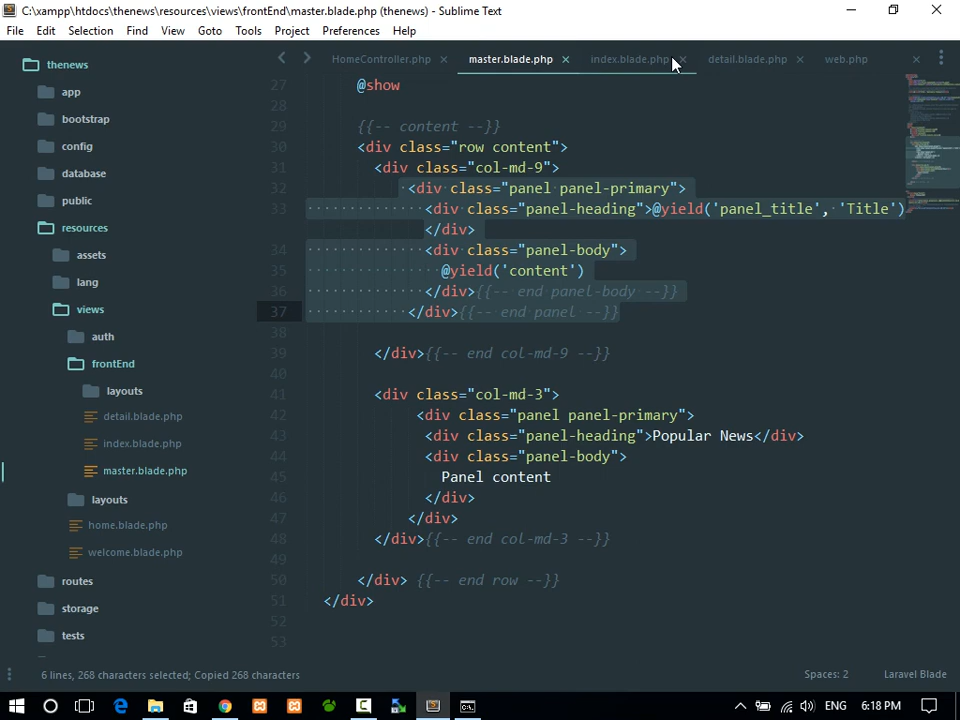 C:\xampp\htdocs\thenews\resources\views\frontEnd\master.blade.php (thenews) - Sublime Text
File Edit Selection Find View Goto Tools Project Preferences Help
HomeController.php × master.blade.php × index.blade.php × detail.blade.php × web.php ×
thenews
app
bootstrap
config
database
public
resources
assets
lang
views
auth
frontEnd
layouts
detail.blade.php
index.blade.php
master.blade.php
layouts
home.blade.php
welcome.blade.php
routes
storage
tests
27 @show
28
29 {{-- content --}}
30 <div class="row content">
31 <div class="col-md-9">
32 <div class="panel panel-primary">
33 <div class="panel-heading">@yield('panel_title', 'Title')
</div>
34 <div class="panel-body">
35 @yield('content')
36 </div>{{-- end panel-body --}}
37 </div>{{-- end panel --}}
38
39 </div>{{-- end col-md-9 --}}
40
41 <div class="col-md-3">
42 <div class="panel panel-primary">
43 <div class="panel-heading">Popular News</div>
44 <div class="panel-body">
45 Panel content
46 </div>
47 </div>
48 </div>{{-- end col-md-3 --}}
49
50 </div> {{-- end row --}}
51 </div>
52
53
6 lines, 268 characters selected; Copied 268 characters
Spaces: 2 Laravel Blade
ENG 6:18 PM